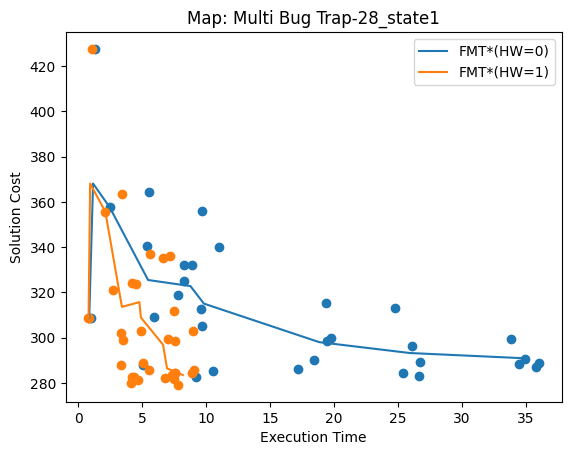 Map: Multi Bug Trap-28_state1
FMT*(HW=0)
FMT*(HW=1)
Solution Cost
420
400
380
360
340
320
300
280
0 5 10 15 20 25 30 35
Execution Time